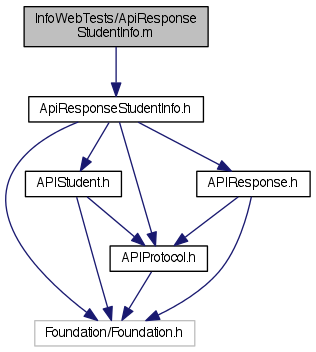 InfoWebTests/ApiResponse
StudentInfo.m
ApiResponseStudentInfo.h
APIStudent.h
APIResponse.h
APIProtocol.h
Foundation/Foundation.h